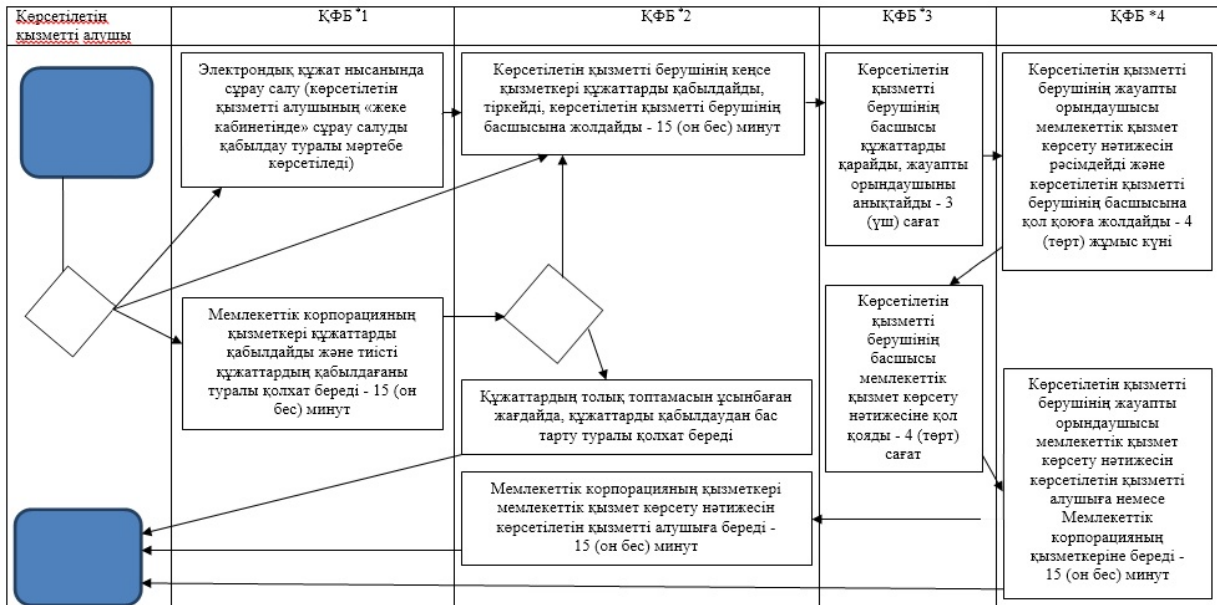 Көрсетілетін
қызметті алушы
ҚФБ *1
ҚФБ *2
ҚФБ *3
ҚФБ *4
Электрондық құжат нысанында
сұрау салу (көрсетілетін
қызметті алушының «жеке
кабинетінде» сұрау салуды
қабылдау туралы мәртебе
көрсетіледі)
Көрсетілетін қызметті берушінің кеңсе
қызметкері құжаттарды қабылдайды,
тіркейді, көрсетілетін қызметті берушінің
басшысына жолдайды - 15 (он бес) минут
Көрсетілетін
қызметті
берушінің
басшысы
құжаттарды
қарайды, жауапты
орындаушыны
анықтайды - 3
(үш) сағат
Көрсетілетін қызметті
берушінің жауапты
орындаушысы
мемлекеттік қызмет
көрсету нәтижесін
рәсімдейді және
көрсетілетін қызметті
берушінің басшысына
қол қоюға жолдайды - 4
(төрт) жұмыс күні
Мемлекеттік корпорацияның
қызметкері құжаттарды
қабылдайды және тиісті
құжаттардың қабылдағаны
туралы қолхат береді - 15 (он
бес) минут
Құжаттардың толық топтамасын ұсынбаған
жағдайда, құжаттарды қабылдаудан бас
тарту туралы қолхат береді
Көрсетілетін
қызметті
берушінің
басшысы
мемлекеттік
қызмет көрсету
нәтижесіне қол
қояды - 4 (төрт)
сағат
Көрсетілетін қызметті
берушінің жауапты
орындаушысы
мемлекеттік қызмет
көрсету нәтижесін
көрсетілетін қызметті
алушыға немесе
Мемлекеттік
корпорацияның
қызметкеріне береді -
15 (он бес) минут
Мемлекеттік корпорацияның қызметкері
мемлекеттік қызмет көрсету нәтижесін
көрсетілетін қызметті алушыға береді -
15 (он бес) минут